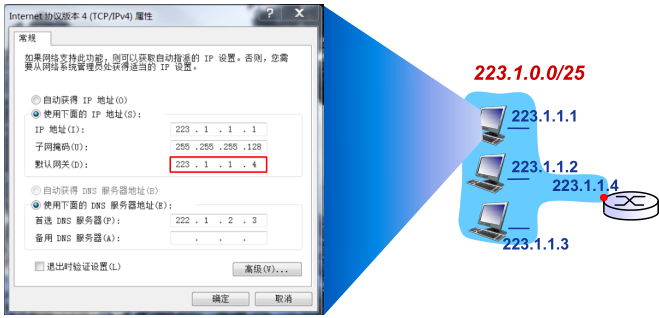 Internet 协议版本 4 (TCP/IPv4) 属性
常规
如果网络支持此功能，则可以获取自动指派的 IP 设置。否则，您需
要从网络系统管理员处获得适当的 IP 设置。
自动获得 IP 地址(O)
使用下面的 IP 地址(S):
IP 地址(I): 223 . 1 . 1 . 1
子网掩码(U): 255 .255 .255 .128
默认网关(D): 223 . 1 . 1 . 4
自动获得 DNS 服务器地址(B)
使用下面的 DNS 服务器地址(E):
首选 DNS 服务器(P): 222 . 1 . 2 . 3
备用 DNS 服务器(A): . . .
退出时验证设置(L)
高级(V)...
确定 取消
223.1.0.0/25
223.1.1.1
223.1.1.2
223.1.1.4
223.1.1.3